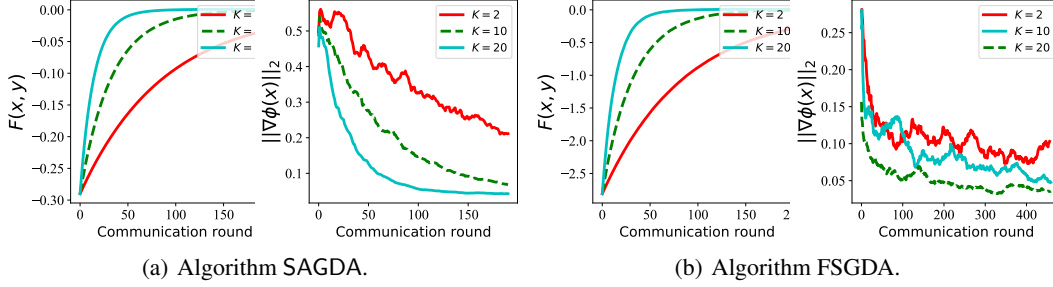 F(x, y)
0.00
−0.05
−0.10
−0.15
−0.20
−0.25
−0.30
0 50 100 150
Communication round
K =
K =
K =
||∇ϕ(x)||₂
0.5
0.4
0.3
0.2
0.1
0 50 100 150
Communication round
K = 2
K = 10
K = 20
(a) Algorithm SAGDA.
F(x, y)
0.0
−0.5
−1.0
−1.5
−2.0
−2.5
0 50 100 150 2
Communication round
K = 2
K = 10
K = 20
||∇ϕ(x)||₂
0.25
0.20
0.15
0.10
0.05
0 100 200 300 400
Communication round
K = 2
K = 10
K = 20
(b) Algorithm FSGDA.